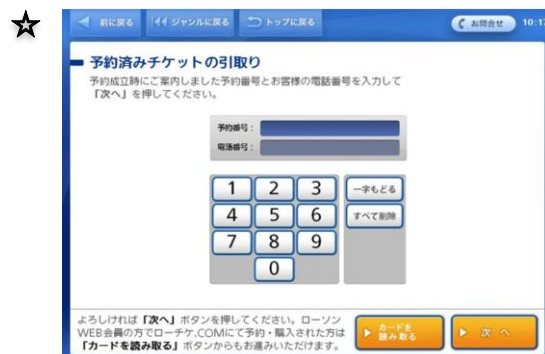 前に戻る ジャンルに戻る トップに戻る お問合せ 10:17
予約済みチケットの引取り
予約成立時にご案内しました予約番号とお客様の電話番号を入力して
「次へ」を押してください。
予約番号：
電話番号：
1 2 3 一字もどる
4 5 6 すべて削除
7 8 9
0
よろしければ「次へ」ボタンを押してください。ローソン
WEB会員の方でローチケ.COMにて予約・購入された方は
「カードを読み取る」ボタンからもお進みいただけます。
カードを
読み取る
次 へ